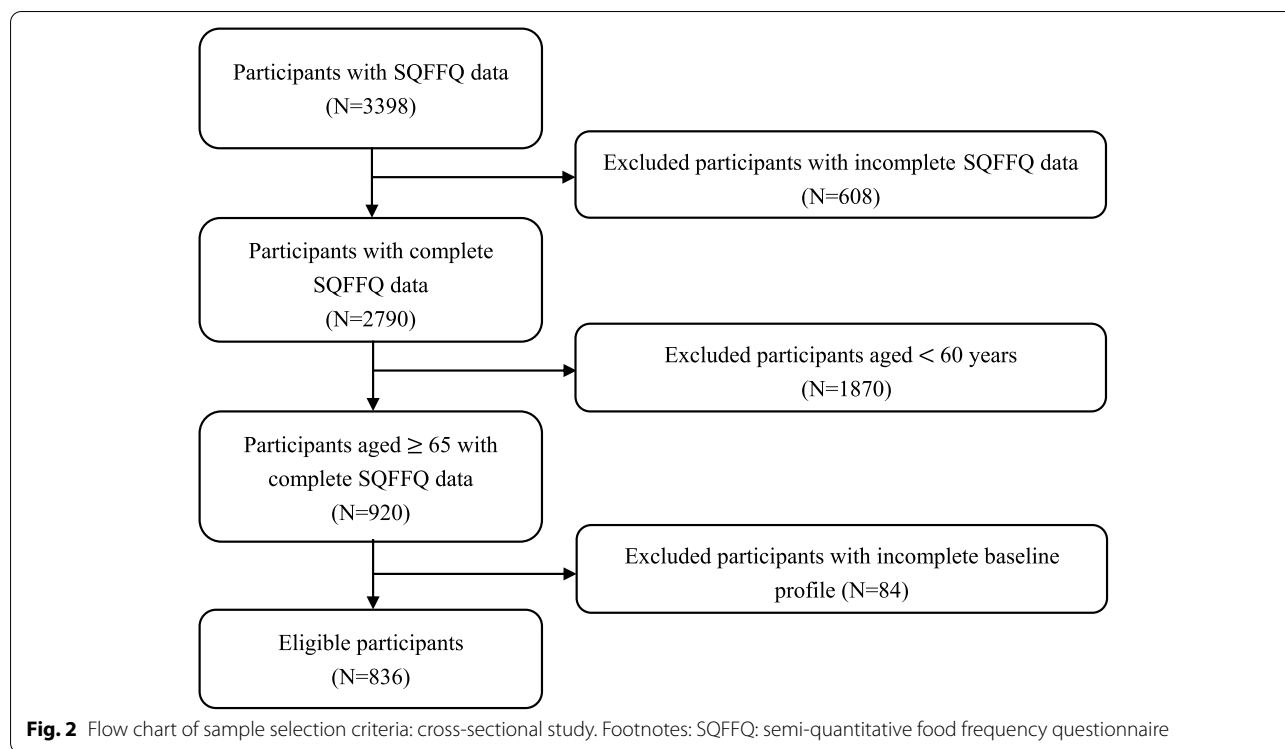 Participants with SQFFQ data
(N=3398)
Excluded participants with incomplete SQFFQ data
(N=608)
Participants with complete
SQFFQ data
(N=2790)
Excluded participants aged < 60 years
(N=1870)
Participants aged ≥ 65 with
complete SQFFQ data
(N=920)
Excluded participants with incomplete baseline
profile (N=84)
Eligible participants
(N=836)
Fig. 2 Flow chart of sample selection criteria: cross-sectional study. Footnotes: SQFFQ: semi-quantitative food frequency questionnaire